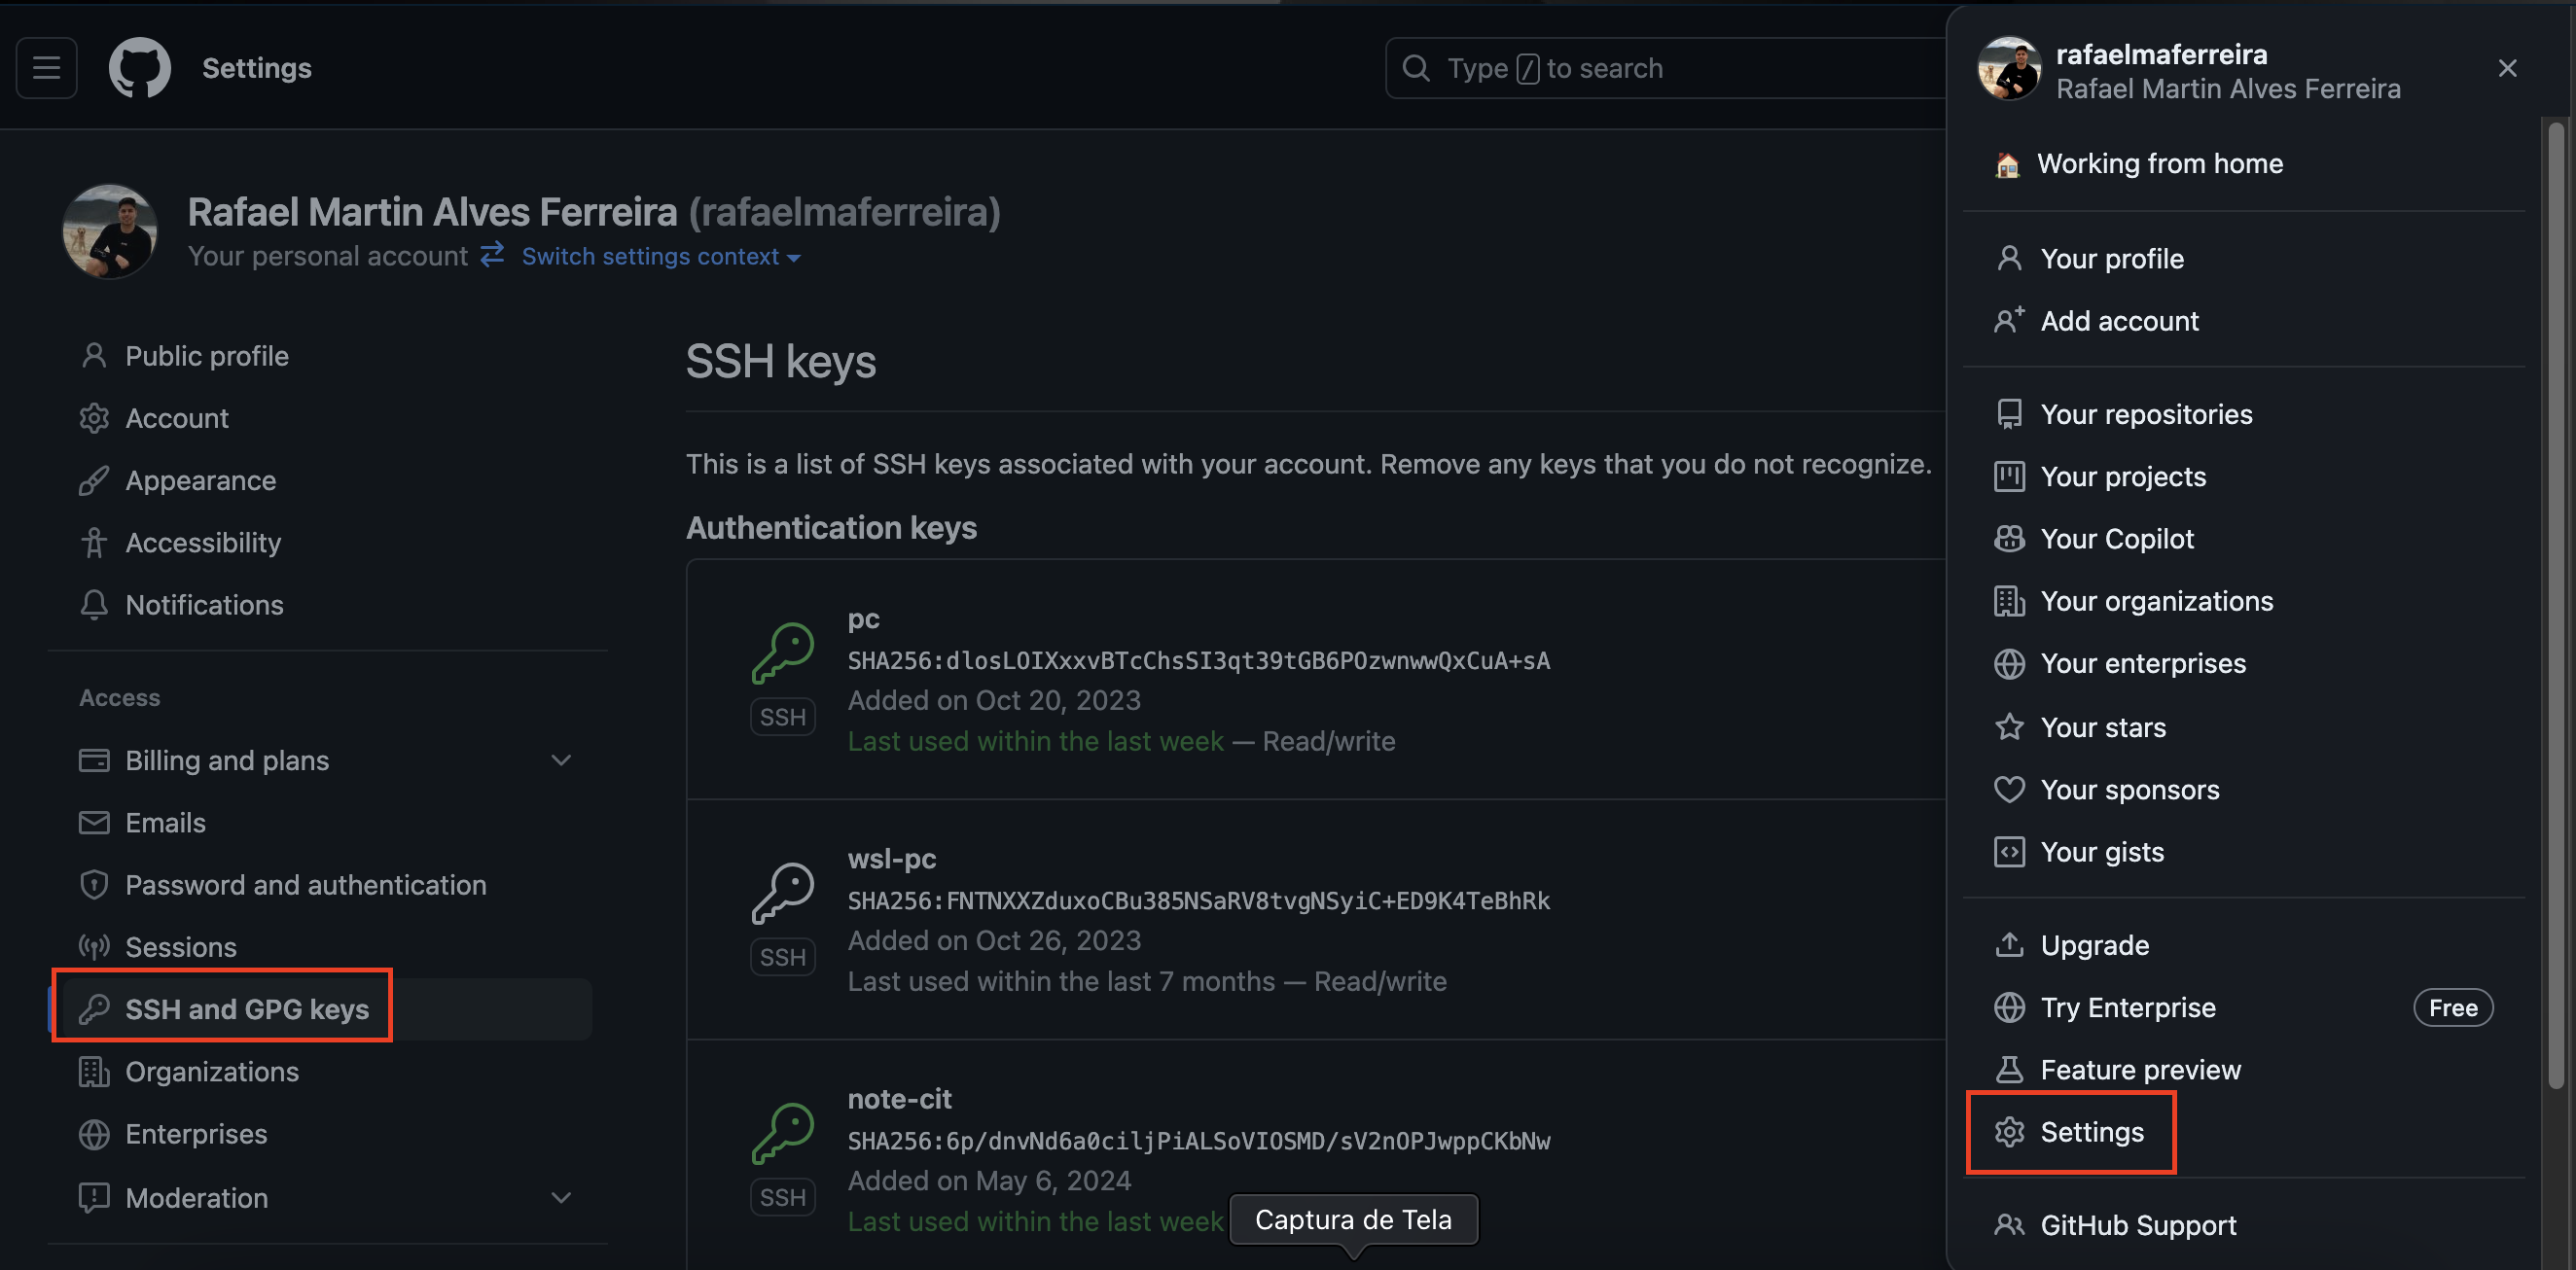 Settings
Type / to search
Rafael Martin Alves Ferreira (rafaelmaferreira)
Your personal account Switch settings context
Public profile
Account
Appearance
Accessibility
Notifications
Access
Billing and plans
Emails
Password and authentication
Sessions
SSH and GPG keys
Organizations
Enterprises
Moderation
SSH keys
This is a list of SSH keys associated with your account. Remove any keys that you do not recognize.
Authentication keys
pc
SHA256:dlosLOIXxxvBTcChsSI3qt39tGB6POzwnwwQxCuA+sA
SSH
Added on Oct 20, 2023
Last used within the last week — Read/write
wsl-pc
SHA256:FNTNXXZduxoCBu385NSaRV8tvgNSyiC+ED9K4TeBhRk
SSH
Added on Oct 26, 2023
Last used within the last 7 months — Read/write
note-cit
SHA256:6p/dnvNd6a0ciljPiALSoVIOSMD/sV2nOPJwppCKbNw
SSH
Added on May 6, 2024
Last used within the last week
Captura de Tela
rafaelmaferreira
Rafael Martin Alves Ferreira
Working from home
Your profile
Add account
Your repositories
Your projects
Your Copilot
Your organizations
Your enterprises
Your stars
Your sponsors
Your gists
Upgrade
Try Enterprise Free
Feature preview
Settings
GitHub Support